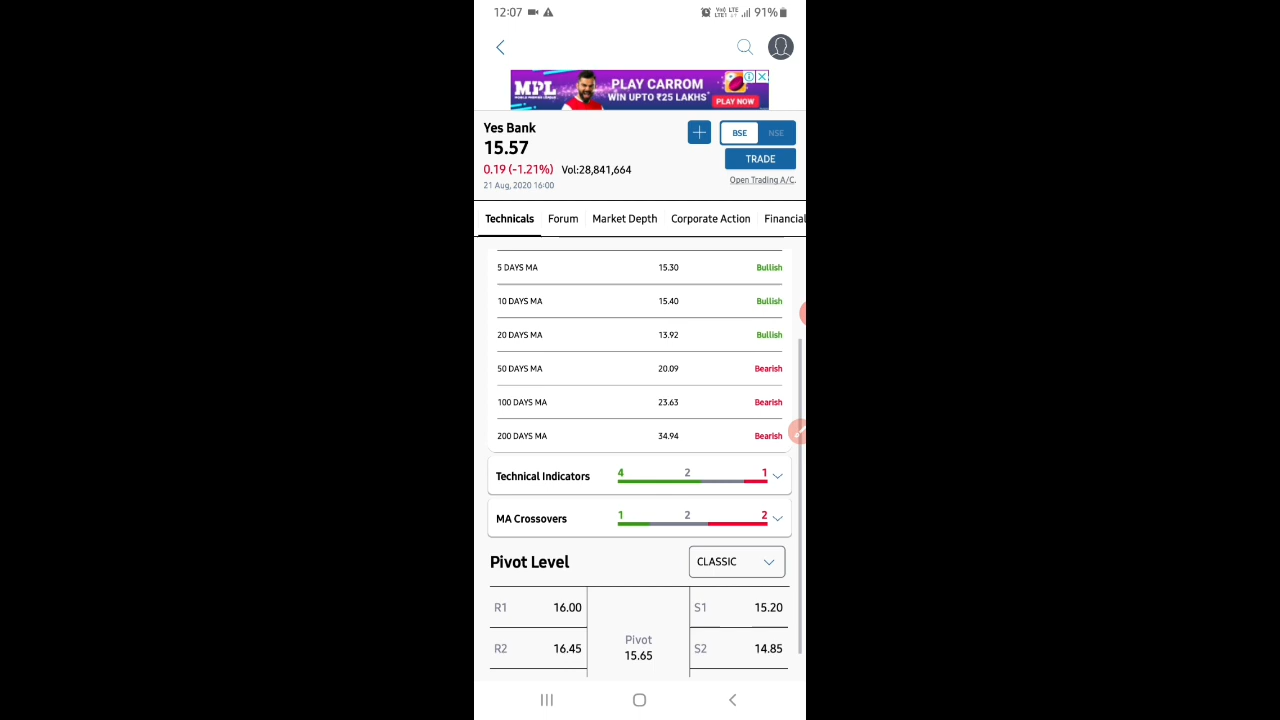 12:07 91%
MPL PLAY CARROM
WIN UPTO ₹25 LAKHS
PLAY NOW
Yes Bank
15.57
BSE NSE
0.19 (-1.21%) Vol:28,841,664
TRADE
21 Aug, 2020 16:00
Open Trading A/C.
Technicals Forum Market Depth Corporate Action Financial
5 DAYS MA 15.30 Bullish
10 DAYS MA 15.40 Bullish
20 DAYS MA 13.92 Bullish
50 DAYS MA 20.09 Bearish
100 DAYS MA 23.63 Bearish
200 DAYS MA 34.94 Bearish
Technical Indicators 4 2 1
MA Crossovers 1 2 2
Pivot Level CLASSIC
R1 16.00 S1 15.20
Pivot
R2 16.45 15.65 S2 14.85